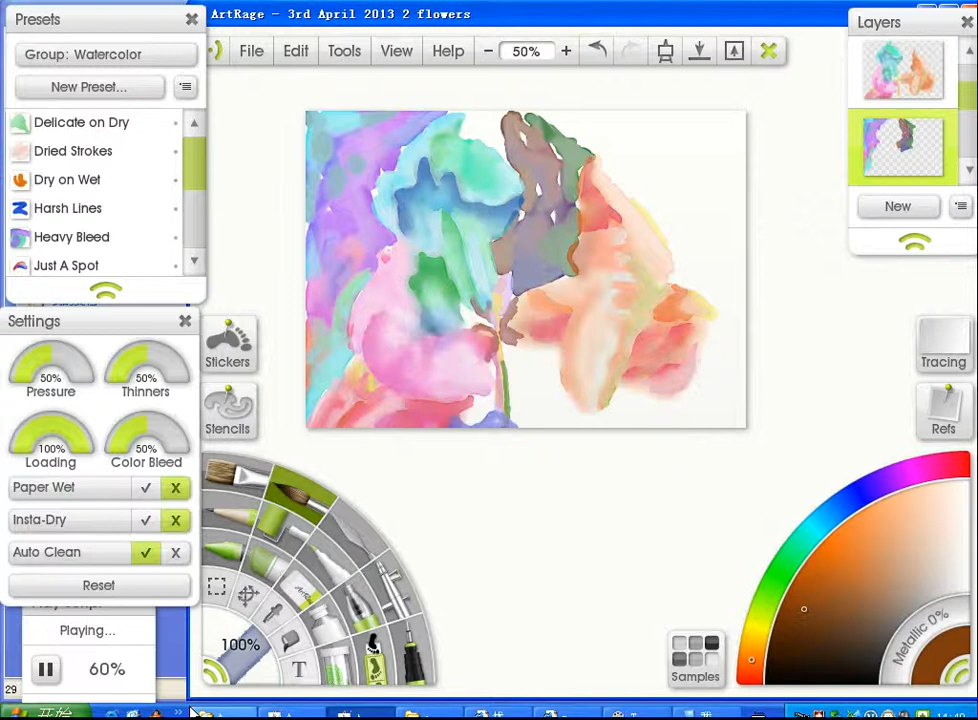 Presets
Group: Watercolor
New Preset...
Delicate on Dry
Dried Strokes
Dry on Wet
Harsh Lines
Heavy Bleed
Just A Spot
Settings
50%
Pressure
50%
Thinners
100%
Loading
50%
Color Bleed
Paper Wet
Insta-Dry
Auto Clean
Reset
Playing...
60%
29
开始
ArtRage - 3rd April 2013 2 flowers
File
Edit
Tools
View
Help
50%
Stickers
Stencils
100%
T
Layers
New
Tracing
Refs
Metallic 0%
Samples